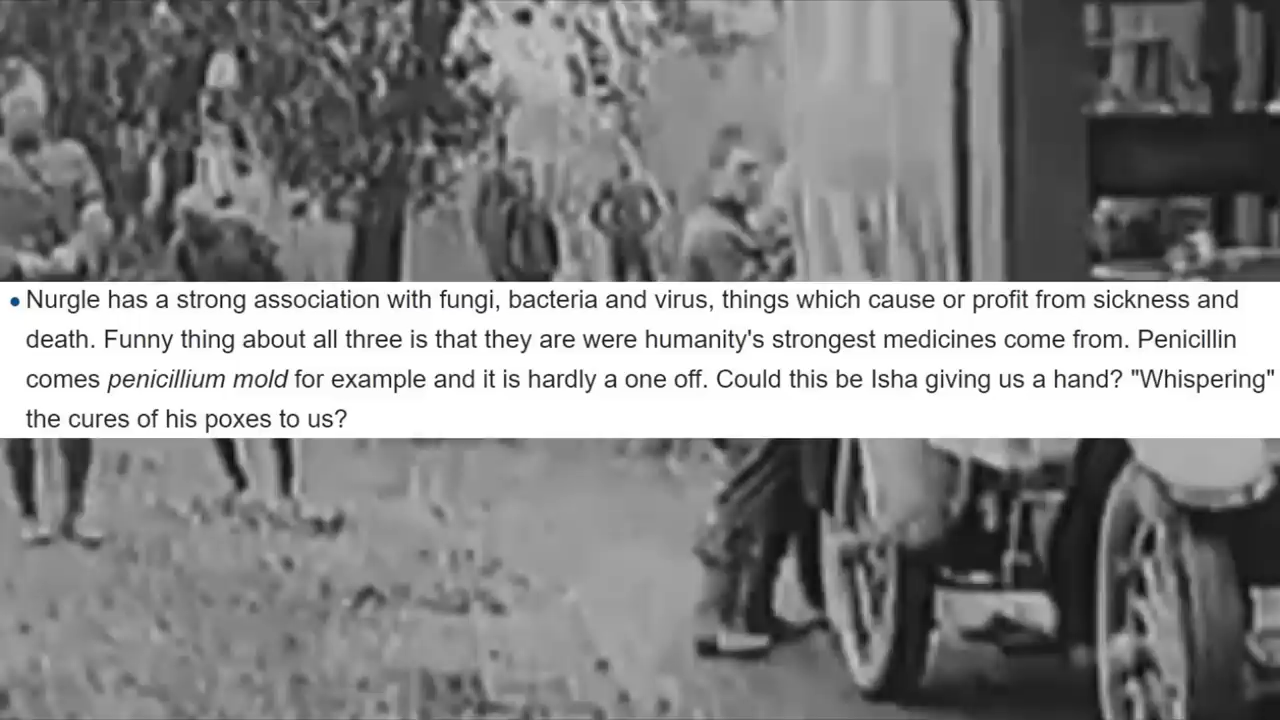 • Nurgle has a strong association with fungi, bacteria and virus, things which cause or profit from sickness and
death. Funny thing about all three is that they are were humanity's strongest medicines come from. Penicillin
comes penicillium mold for example and it is hardly a one off. Could this be Isha giving us a hand? "Whispering"
the cures of his poxes to us?